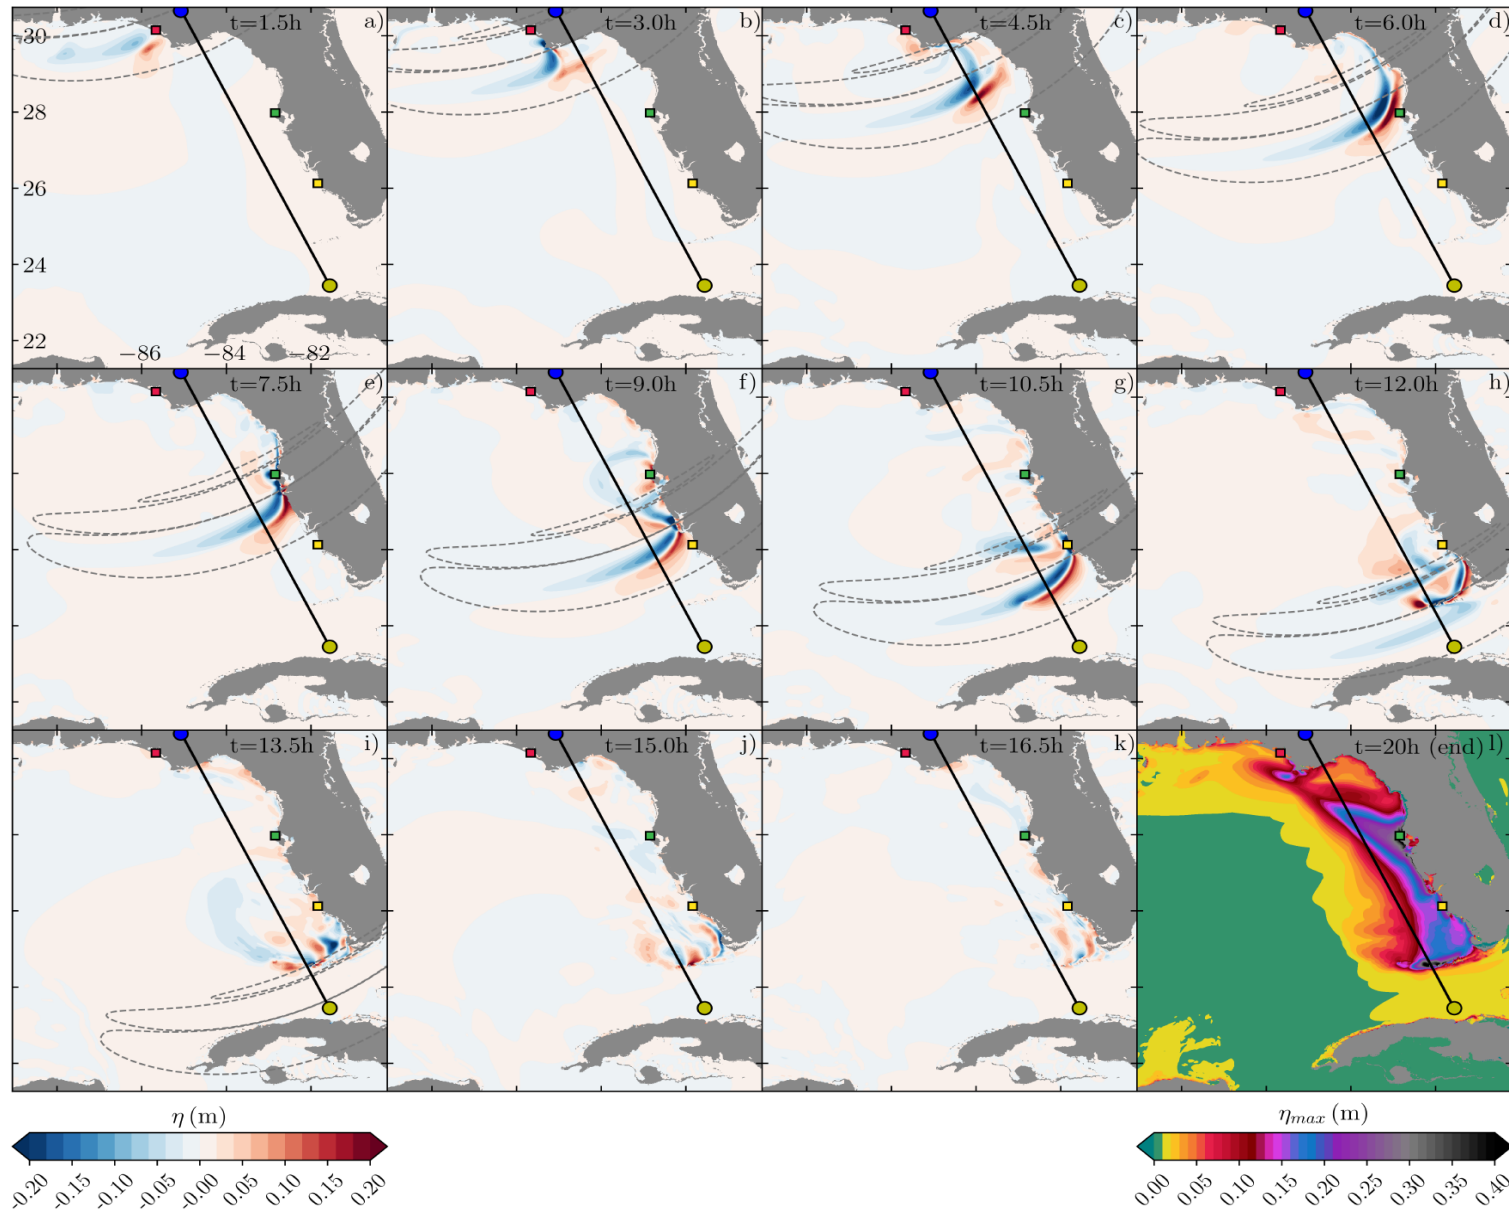 t=1.5h a)
t=3.0h b)
t=4.5h c)
t=6.0h d)
30
28
26
24
22
−86 −84 −82
t=7.5h e)
t=9.0h f)
t=10.5h g)
t=12.0h h)
t=13.5h i)
t=15.0h j)
t=16.5h k)
t=20h (end) l)
η (m)
-0.20 -0.15 -0.10 -0.05 -0.00 0.05 0.10 0.15 0.20
ηmax (m)
0.00 0.05 0.10 0.15 0.20 0.25 0.30 0.35 0.40